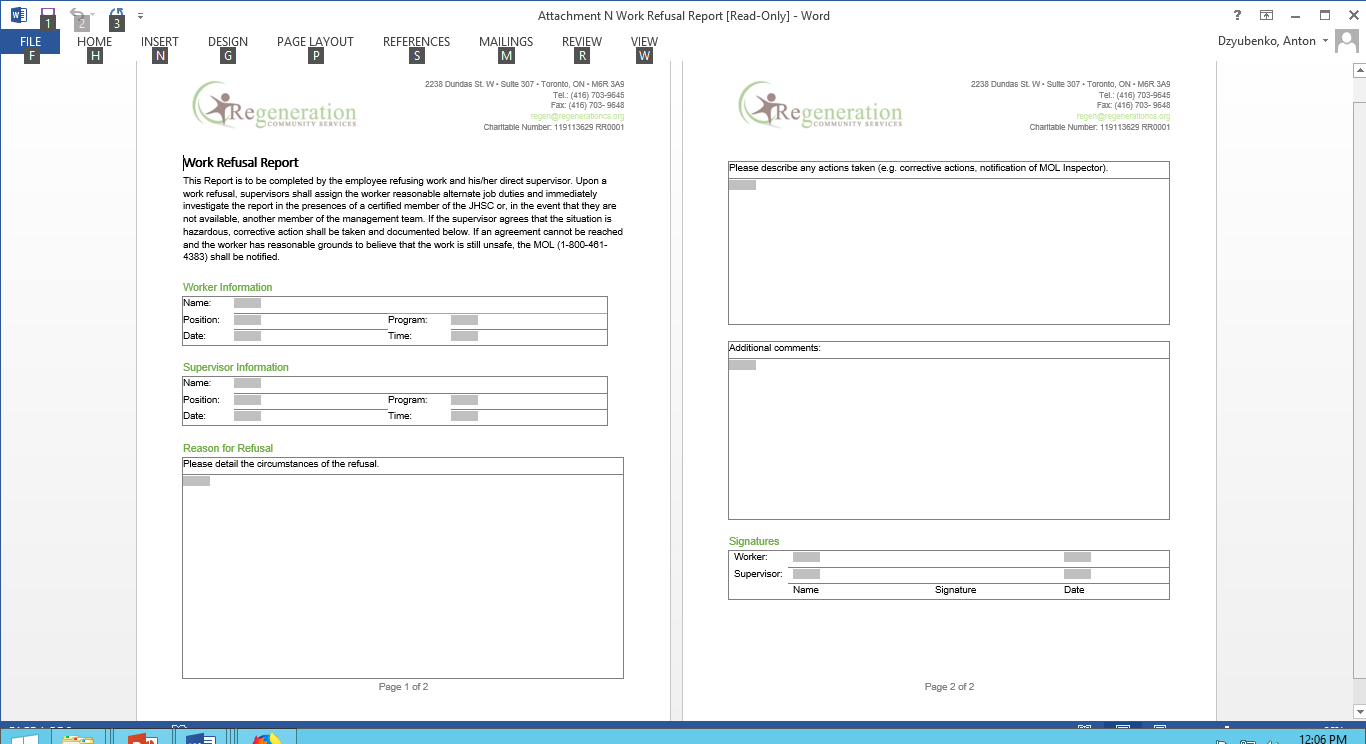 Attachment N Work Refusal Report [Read-Only] - Word
1 2 3
FILE HOME INSERT DESIGN PAGE LAYOUT REFERENCES MAILINGS REVIEW VIEW
Dzyubenko, Anton
F H N G P S M R W
Regeneration
COMMUNITY SERVICES
2238 Dundas St. W • Suite 307 • Toronto, ON • M6R 3A9
Tel.: (416) 703-9645
Fax: (416) 703- 9648
regen@regenerationcs.org
Charitable Number: 119113629 RR0001
Work Refusal Report
This Report is to be completed by the employee refusing work and his/her direct supervisor. Upon a
work refusal, supervisors shall assign the worker reasonable alternate job duties and immediately
investigate the report in the presences of a certified member of the JHSC or, in the event that they are
not available, another member of the management team. If the supervisor agrees that the situation is
hazardous, corrective action shall be taken and documented below. If an agreement cannot be reached
and the worker has reasonable grounds to believe that the work is still unsafe, the MOL (1-800-461-
4383) shall be notified.
Worker Information
Name:
Position: Program:
Date: Time:
Supervisor Information
Name:
Position: Program:
Date: Time:
Reason for Refusal
Please detail the circumstances of the refusal.
Page 1 of 2
Regeneration
COMMUNITY SERVICES
2238 Dundas St. W • Suite 307 • Toronto, ON • M6R 3A9
Tel.: (416) 703-9645
Fax: (416) 703- 9648
regen@regenerationcs.org
Charitable Number: 119113629 RR0001
Please describe any actions taken (e.g. corrective actions, notification of MOL Inspector).
Additional comments:
Signatures
Worker:
Supervisor:
Name Signature Date
Page 2 of 2
12:06 PM